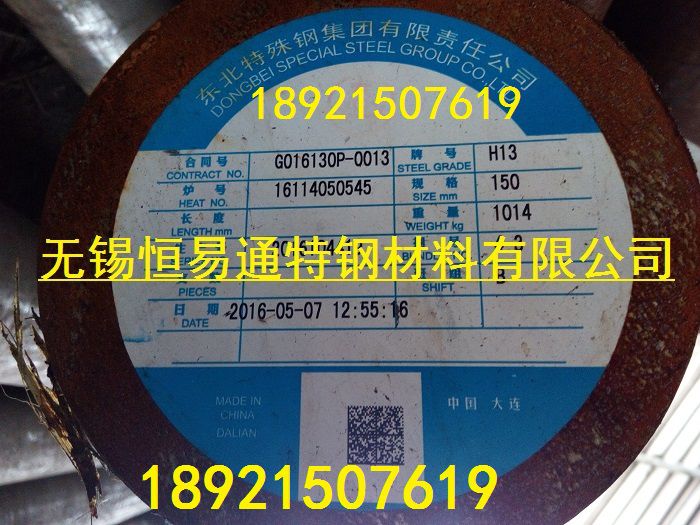 东北特殊钢集团有限责任公司
DONGBEI SPECIAL STEEL GROUP CO., LTD
18921507619
合同号 G016130P-0013 牌号 H13
CONTRACT NO. STEEL GRADE
炉号 16114050545 规格 150
HEAT NO. SIZE mm
长度 重量 1014
LENGTH mm WEIGHT kg
无锡恒易通特钢材料有限公司
PIECES SHIFT
日期 2016-05-07 12:55:16
DATE
MADE IN
CHINA
DALIAN
中国 大连
18921507619